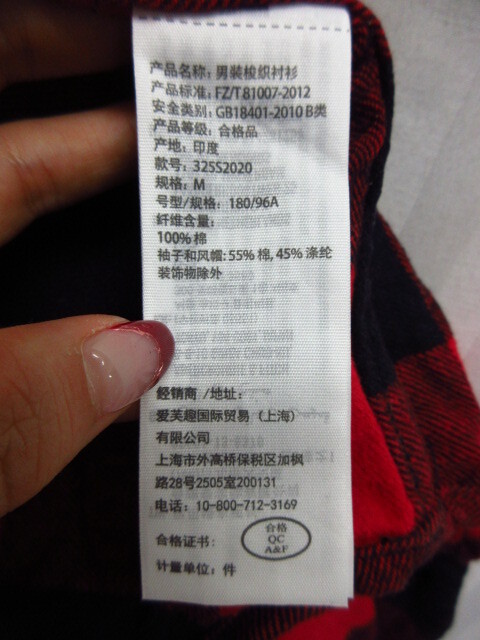 产品名称: 男装梭织衬衫
产品标准: FZ/T81007-2012
安全类别: GB18401-2010 B类
产品等级: 合格品
产地: 印度
款号: 325S2020
规格: M
号型/规格: 180/96A
纤维含量:
100% 棉
袖子和风帽: 55% 棉, 45% 涤纶
装饰物除外
经销商 /地址:
爱芙趣国际贸易（上海）
有限公司
上海市外高桥保税区加枫
路28号2505室200131
电话: 10-800-712-3169
合格证书:
合格
QC
A&F
计量单位: 件